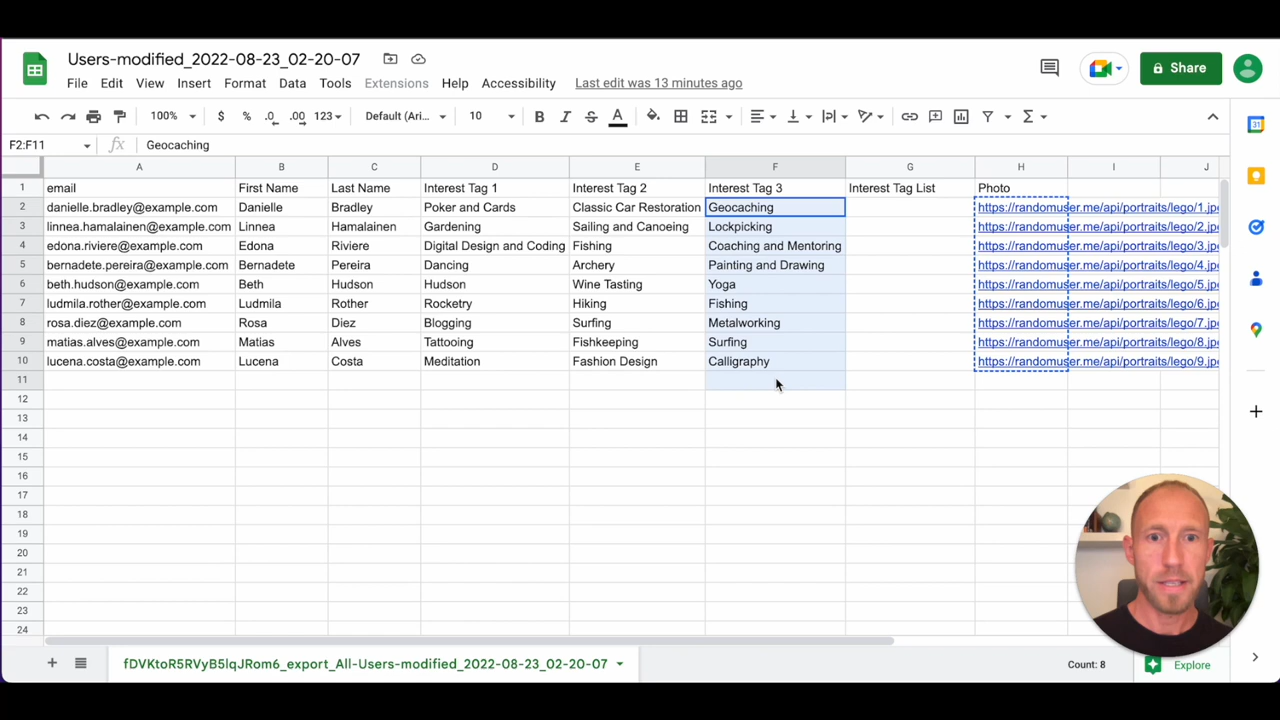 Users-modified_2022-08-23_02-20-07
File Edit View Insert Format Data Tools Extensions Help Accessibility Last edit was 13 minutes ago
Share
100% $ % .0 .00 123 Default (Ari... 10 B I S A
F2:F11 fx Geocaching
A B C D E F G H I J
1 email First Name Last Name Interest Tag 1 Interest Tag 2 Interest Tag 3 Interest Tag List Photo
2 danielle.bradley@example.com Danielle Bradley Poker and Cards Classic Car Restoration Geocaching https://randomuser.me/api/portraits/lego/1.jpe
3 linnea.hamalainen@example.com Linnea Hamalainen Gardening Sailing and Canoeing Lockpicking https://randomuser.me/api/portraits/lego/2.jpe
4 edona.riviere@example.com Edona Riviere Digital Design and Coding Fishing Coaching and Mentoring https://randomuser.me/api/portraits/lego/3.jpe
5 bernadete.pereira@example.com Bernadete Pereira Dancing Archery Painting and Drawing https://randomuser.me/api/portraits/lego/4.jpe
6 beth.hudson@example.com Beth Hudson Hudson Wine Tasting Yoga https://randomuser.me/api/portraits/lego/5.jpe
7 ludmila.rother@example.com Ludmila Rother Rocketry Hiking Fishing https://randomuser.me/api/portraits/lego/6.jpe
8 rosa.diez@example.com Rosa Diez Blogging Surfing Metalworking https://randomuser.me/api/portraits/lego/7.jpe
9 matias.alves@example.com Matias Alves Tattooing Fishkeeping Surfing https://randomuser.me/api/portraits/lego/8.jpe
10 lucena.costa@example.com Lucena Costa Meditation Fashion Design Calligraphy https://randomuser.me/api/portraits/lego/9.jpe
11
12
13
14
15
16
17
18
19
20
21
22
23
24
fDVKtoR5RVyB5lqJRom6_export_All-Users-modified_2022-08-23_02-20-07 Count: 8 Explore